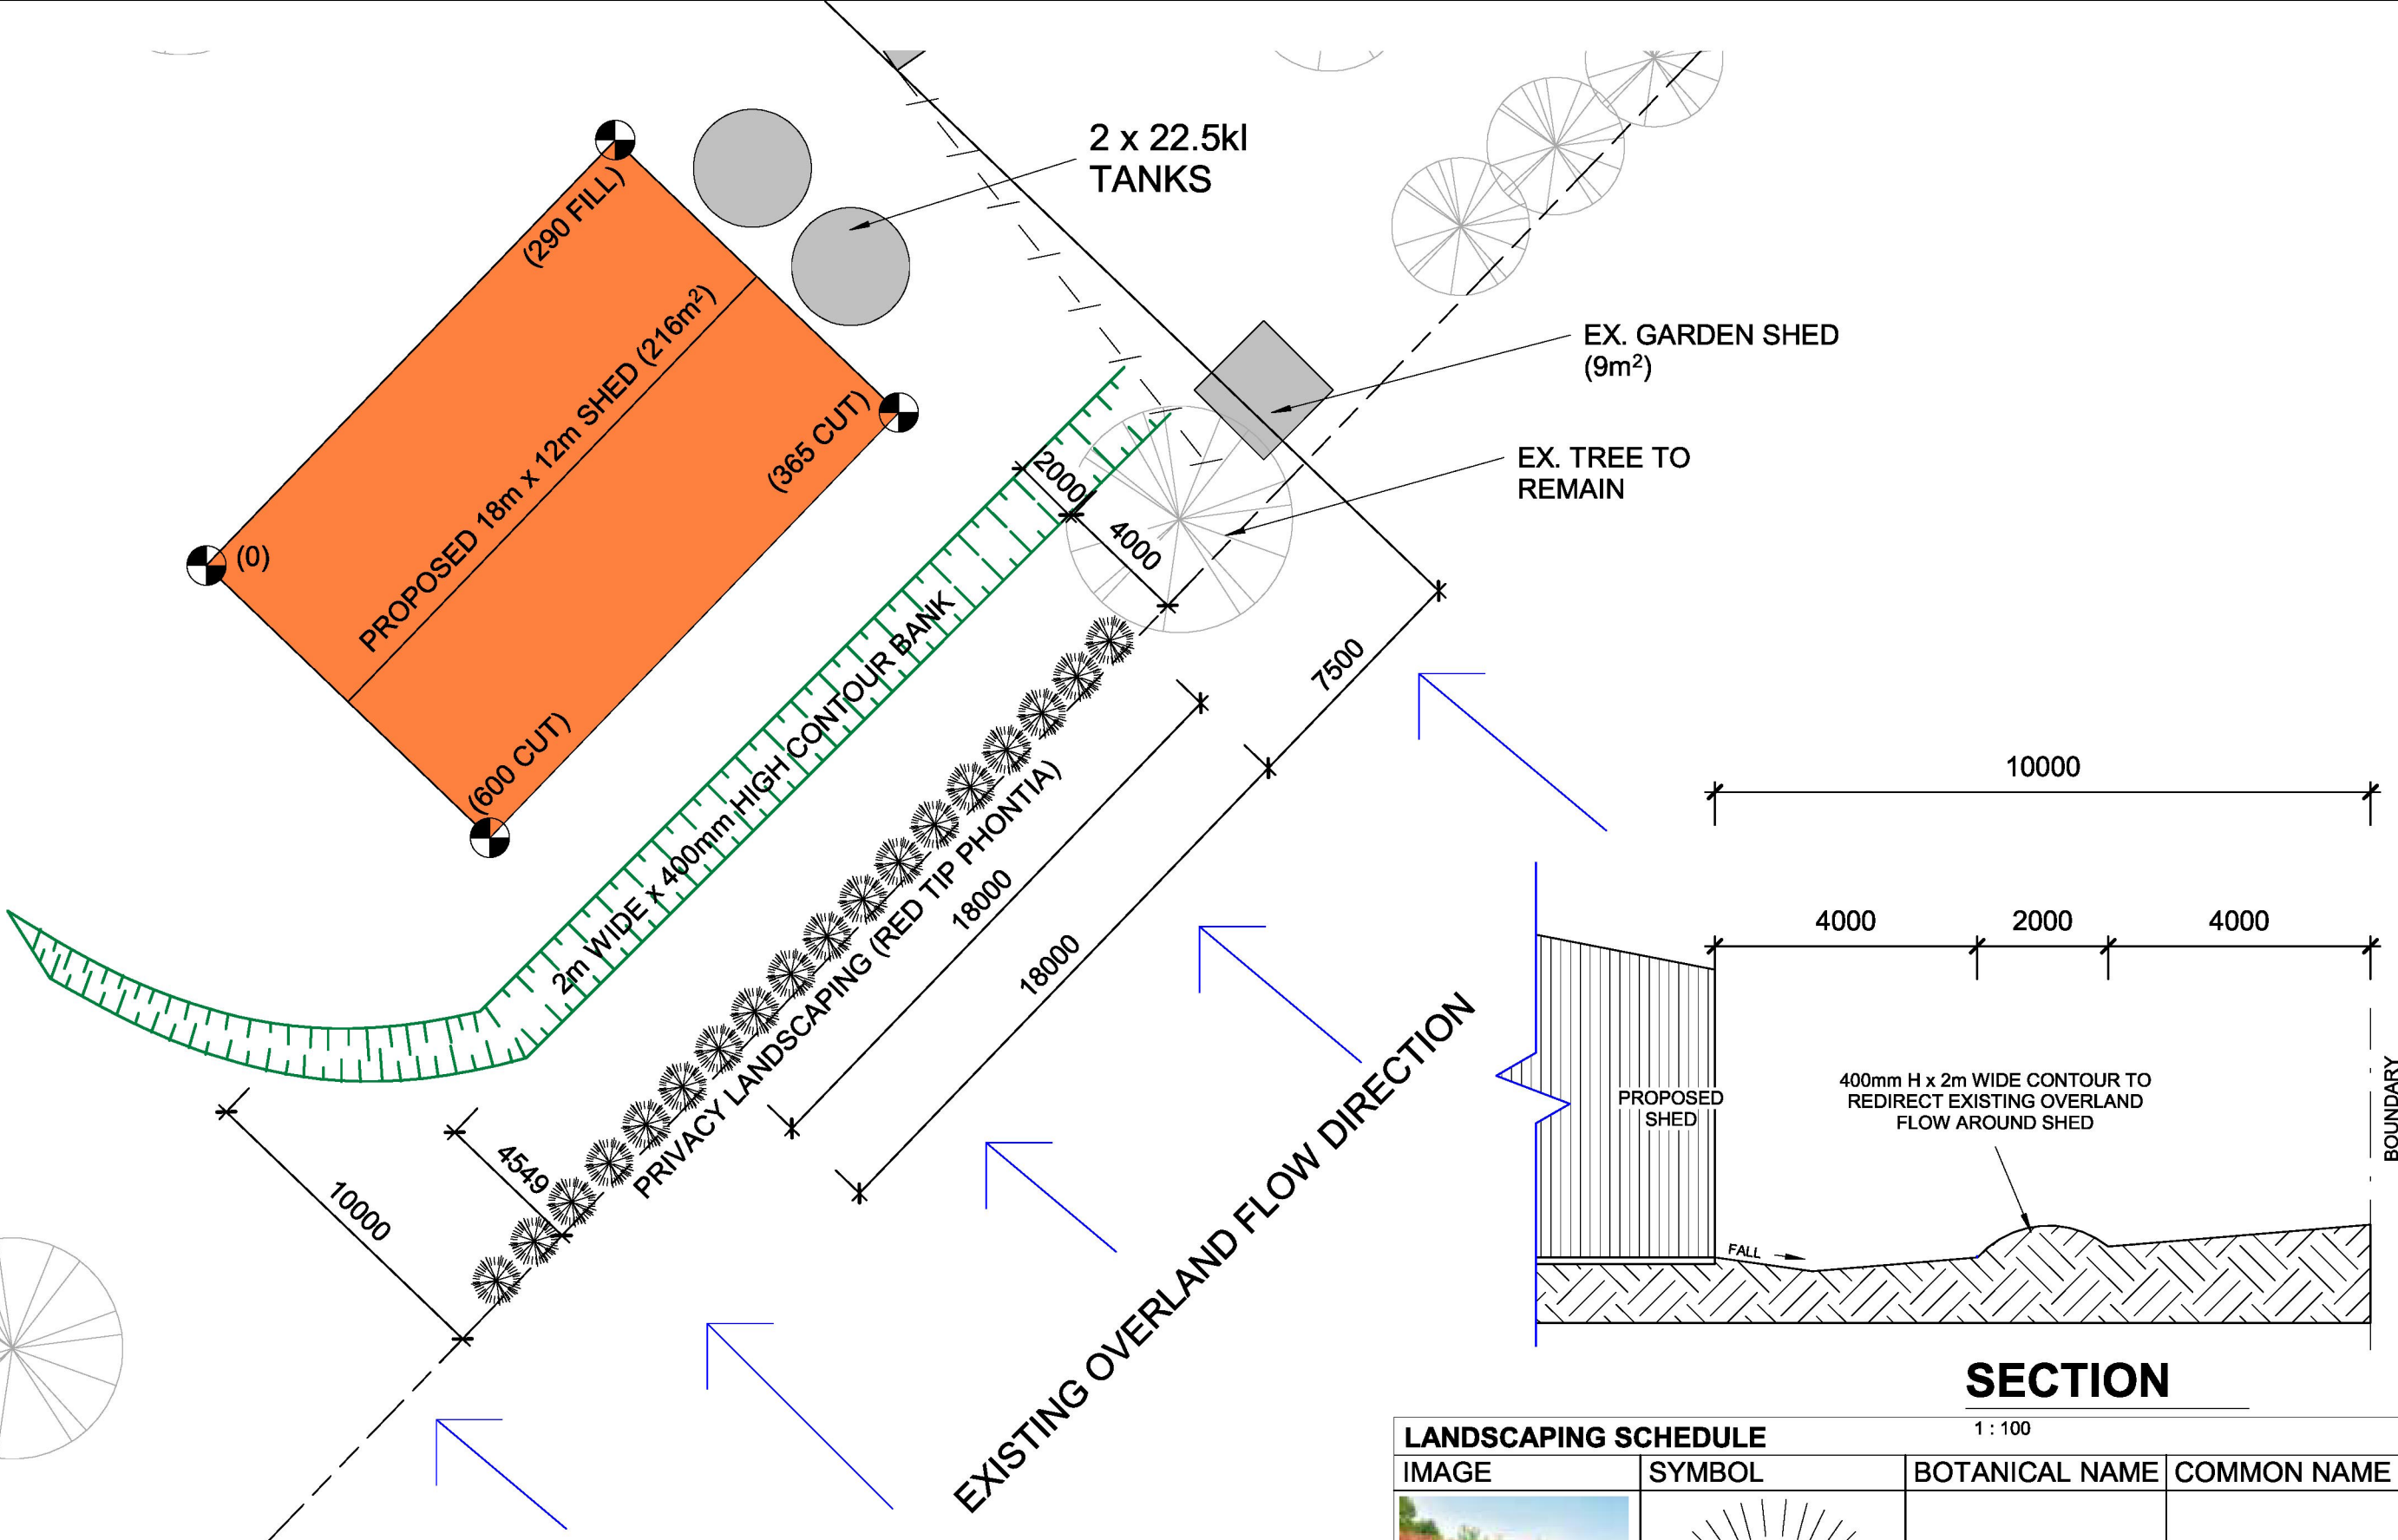 2 x 22.5kl
TANKS
(290 FILL)
PROPOSED 18m x 12m SHED (216m²)
(365 CUT)
(0)
(600 CUT)
EX. GARDEN SHED
(9m²)
EX. TREE TO
REMAIN
2000
4000
7500
2m WIDE x 400mm HIGH CONTOUR BANK
PRIVACY LANDSCAPING (RED TIP PHONTIA)
18000
18000
4549
10000
EXISTING OVERLAND FLOW DIRECTION
10000
4000
2000
4000
PROPOSED
SHED
400mm H x 2m WIDE CONTOUR TO
REDIRECT EXISTING OVERLAND
FLOW AROUND SHED
BOUNDARY
FALL
SECTION
1 : 100
LANDSCAPING SCHEDULE
IMAGE
SYMBOL
BOTANICAL NAME
COMMON NAME